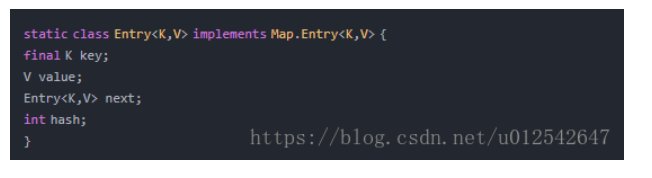 static class Entry<K,V> implements Map.Entry<K,V> {
final K key;
V value;
Entry<K,V> next;
int hash;
}
https://blog.csdn.net/u012542647